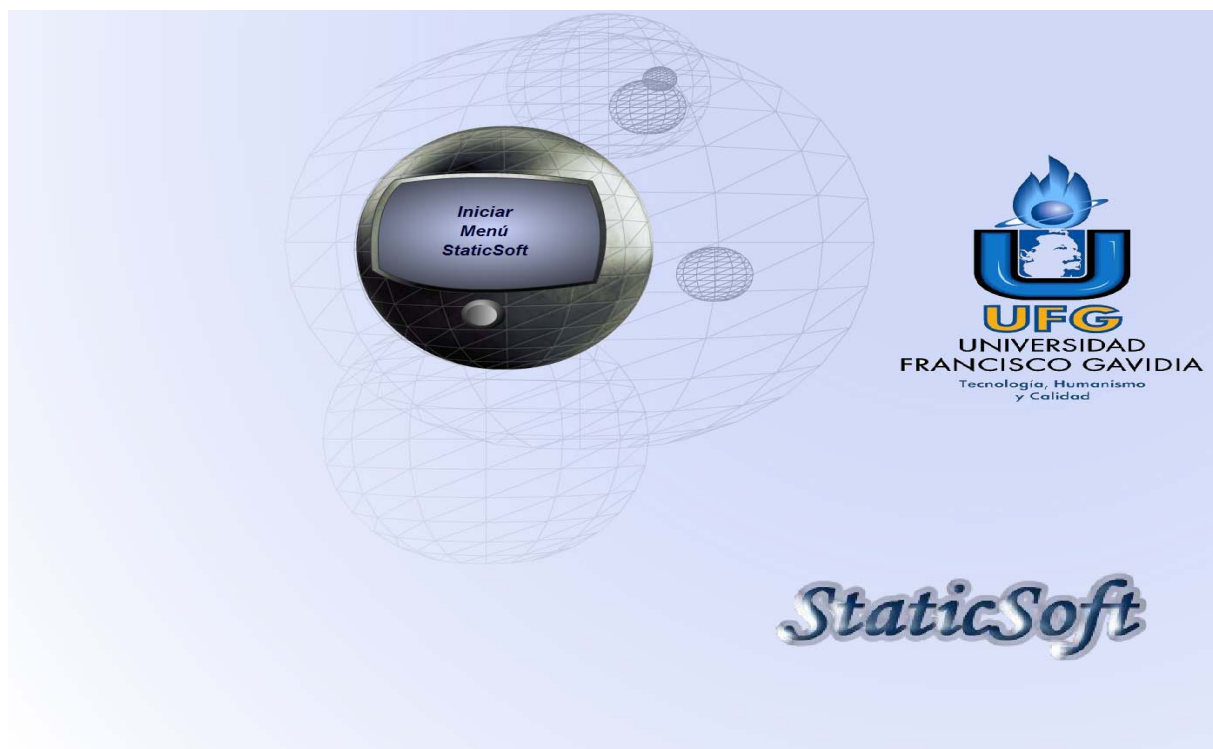 Iniciar
Menú
StaticSoft
UFG
UNIVERSIDAD
FRANCISCO GAVIDIA
Tecnología, Humanismo
y Calidad
StaticSoft